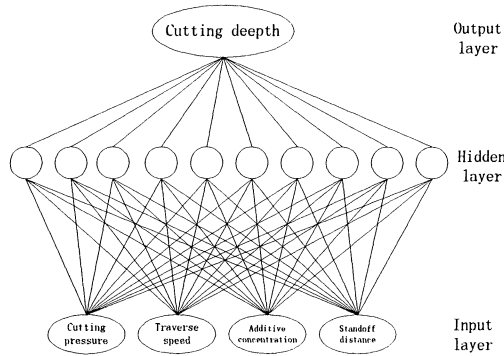 Cutting deepth
Output
layer
Hidden
layer
Cutting
pressure
Traverse
speed
Additive
concentration
Standoff
distance
Input
layer